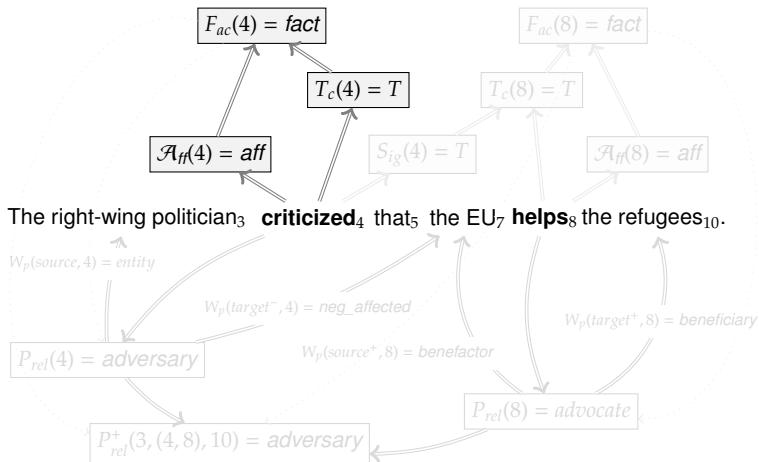 F_ac(4) = fact F_ac(8) = fact
T_c(4) = T T_c(8) = T
𝒜_ff(4) = aff S_ig(4) = T 𝒜_ff(8) = aff
The right-wing politician₃ criticized₄ that₅ the EU₇ helps₈ the refugees₁₀.
W_p(source, 4) = entity
W_p(target⁻, 4) = neg_affected
W_p(target⁺, 8) = beneficiary
W_p(source⁺, 8) = benefactor
P_rel(4) = adversary
P_rel(8) = advocate
P⁺_rel(3, (4, 8), 10) = adversary